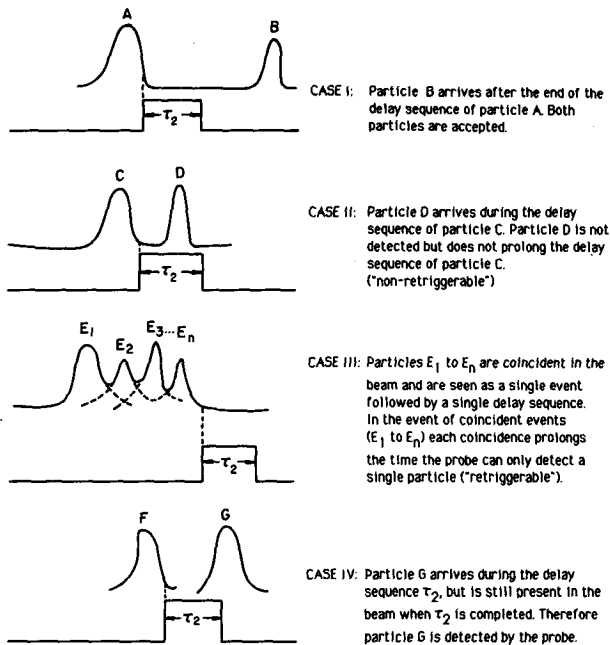 A
B
τ2
CASE I: Particle B arrives after the end of the
delay sequence of particle A. Both
particles are accepted.
C
D
τ2
CASE II: Particle D arrives during the delay
sequence of particle C. Particle D is not
detected but does not prolong the delay
sequence of particle C.
("non-retriggerable")
E1
E2
E3...En
τ2
CASE III: Particles E1 to En are coincident in the
beam and are seen as a single event
followed by a single delay sequence.
In the event of coincident events
(E1 to En) each coincidence prolongs
the time the probe can only detect a
single particle ("retriggerable").
F
G
τ2
CASE IV: Particle G arrives during the delay
sequence τ2, but is still present in the
beam when τ2 is completed. Therefore
particle G is detected by the probe.